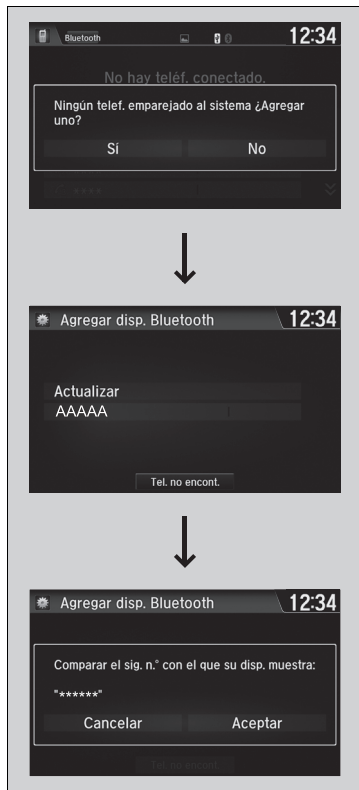 Bluetooth
0
12:34
No hay teléf. conectado.
Ningún telef. emparejado al sistema ¿Agregar
uno?
Sí
No
****
Agregar disp. Bluetooth
12:34
Actualizar
AAAAA
Tel. no encont.
Agregar disp. Bluetooth
12:34
Comparar el sig. n.° con el que su disp. muestra:
"******"
Cancelar
Aceptar
Tel. no encont.